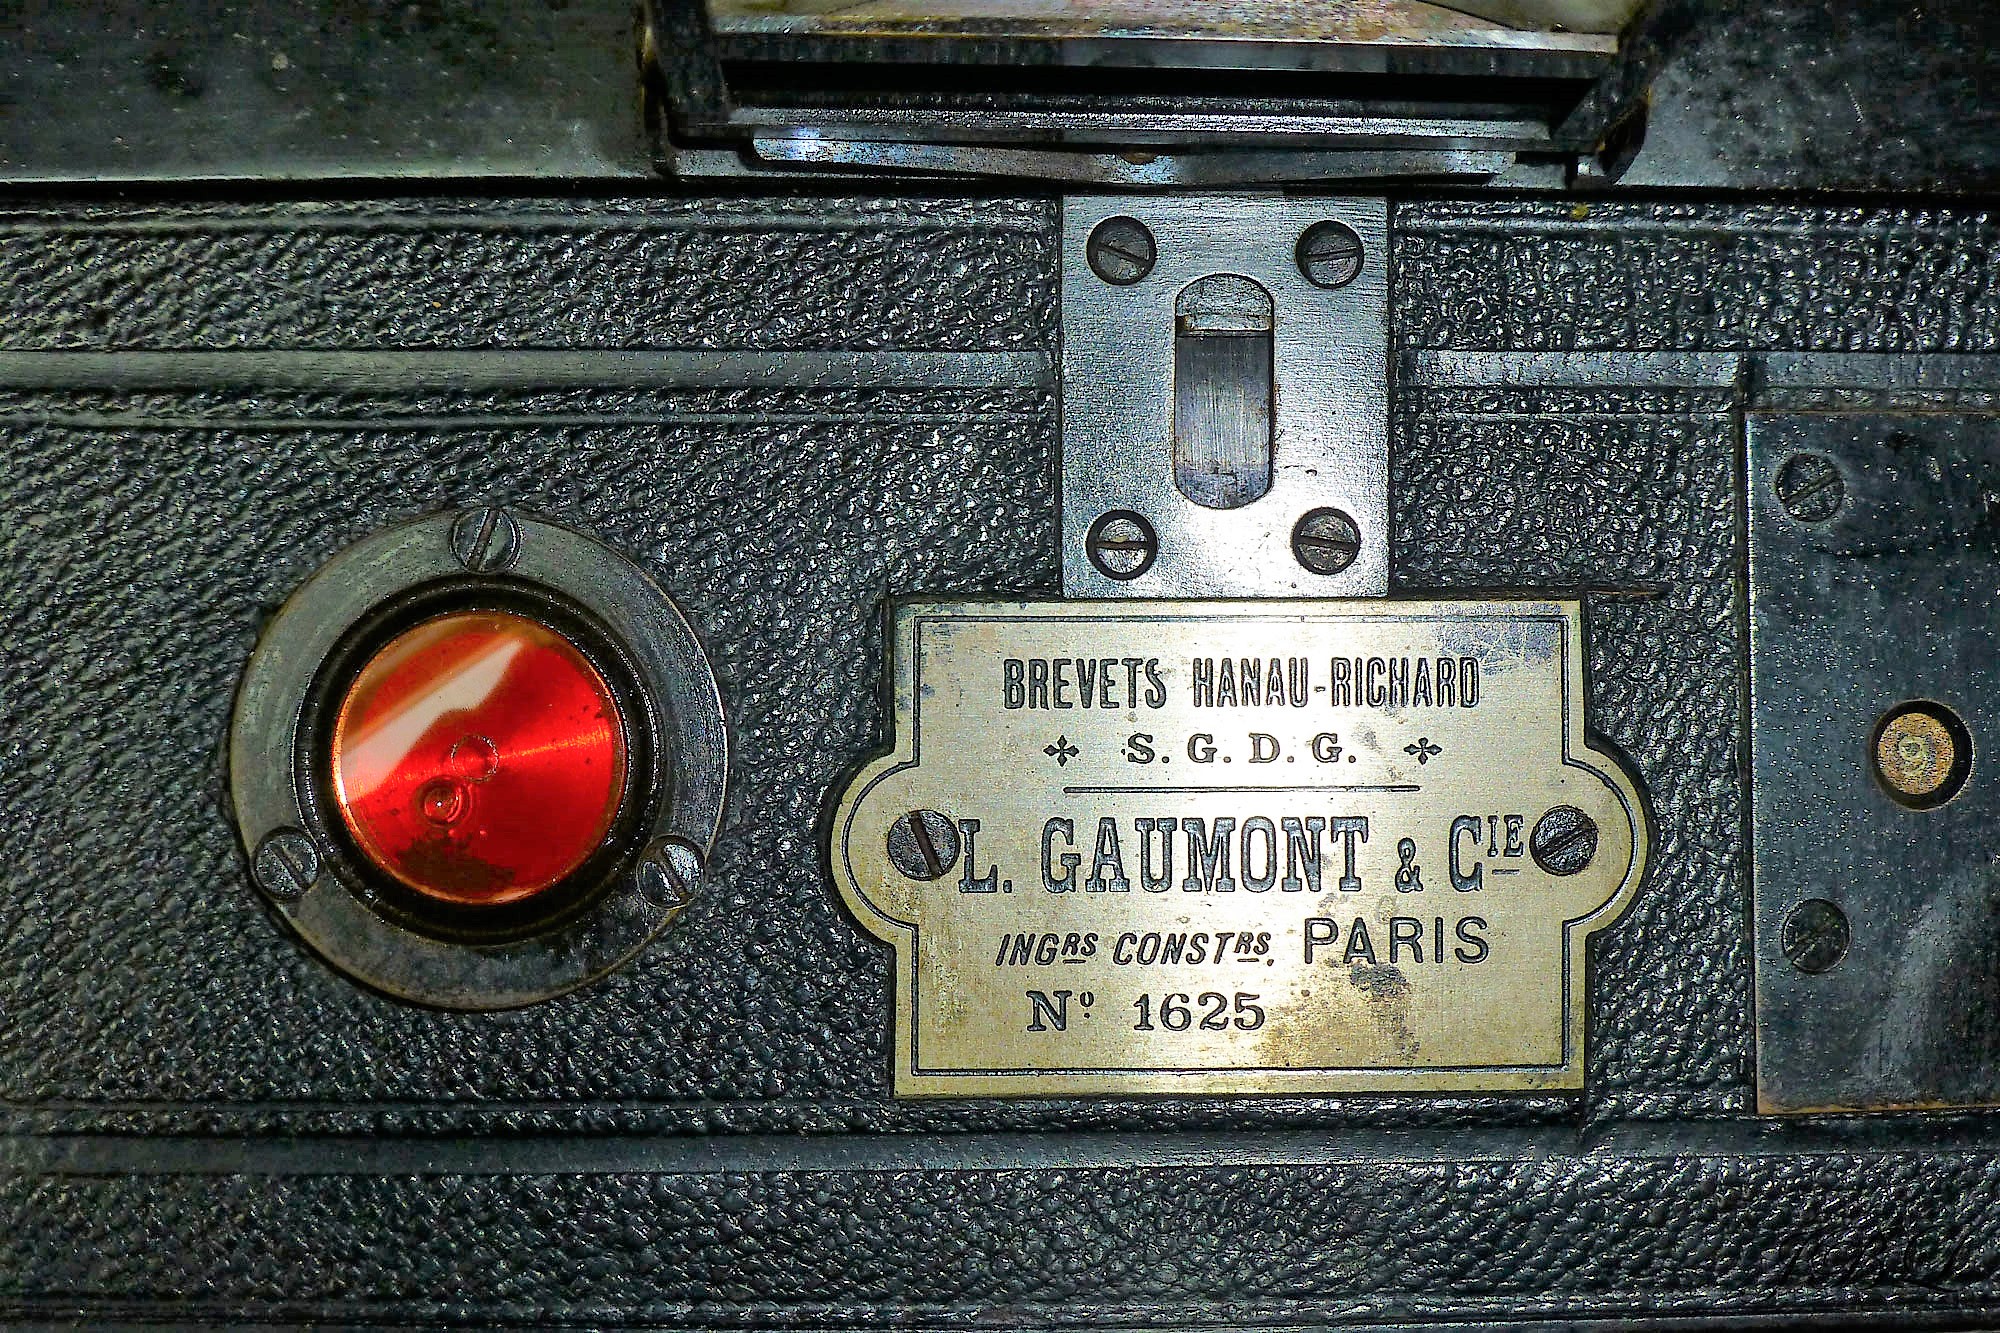 BREVETS HANAU-RICHARD
S. G. D. G.
L. GAUMONT & CIE
INGRS CONSTRS. PARIS
No 1625